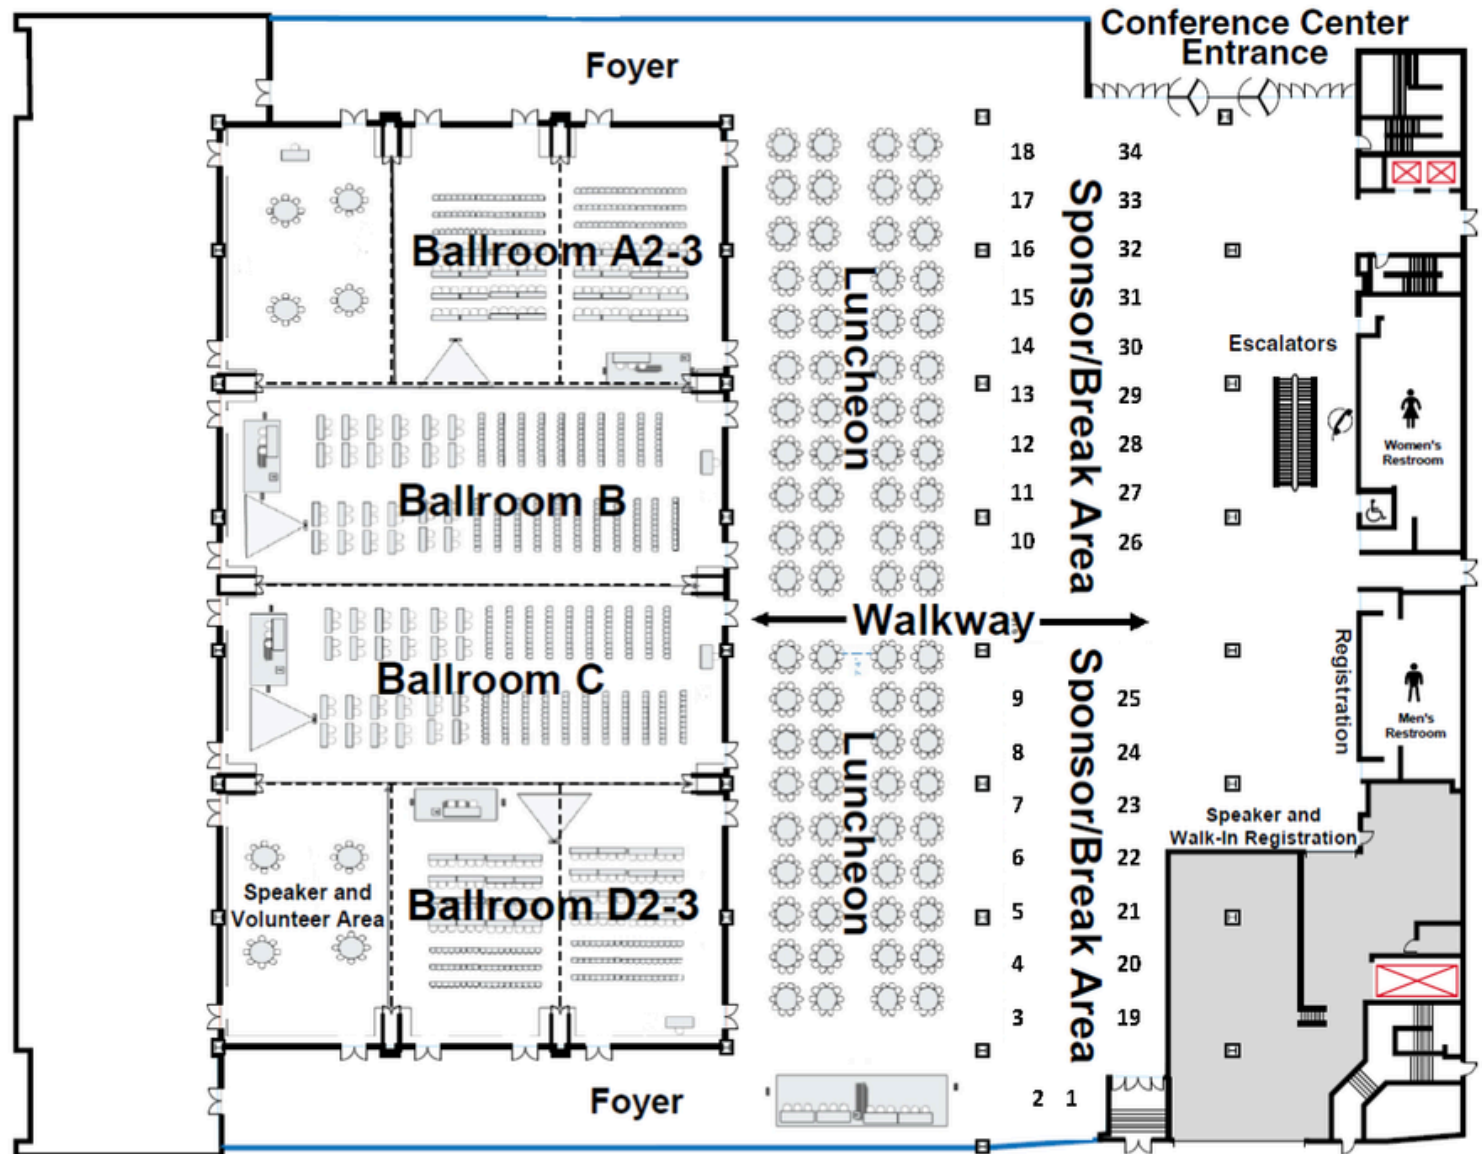 Conference Center
Entrance
Foyer
18
34
17
33
Ballroom A2-3
16
32
15
31
14
30
Escalators
Luncheon
Sponsor/Break Area
13
29
12
28
Women's
Restroom
Ballroom B
11
27
10
26
Walkway
Ballroom C
9
25
Registration
Men's
Restroom
8
24
7
23
Speaker and
Walk-In Registration
Luncheon
Sponsor/Break Area
6
22
Speaker and
Volunteer Area
Ballroom D2-3
5
21
4
20
3
19
Foyer
2
1